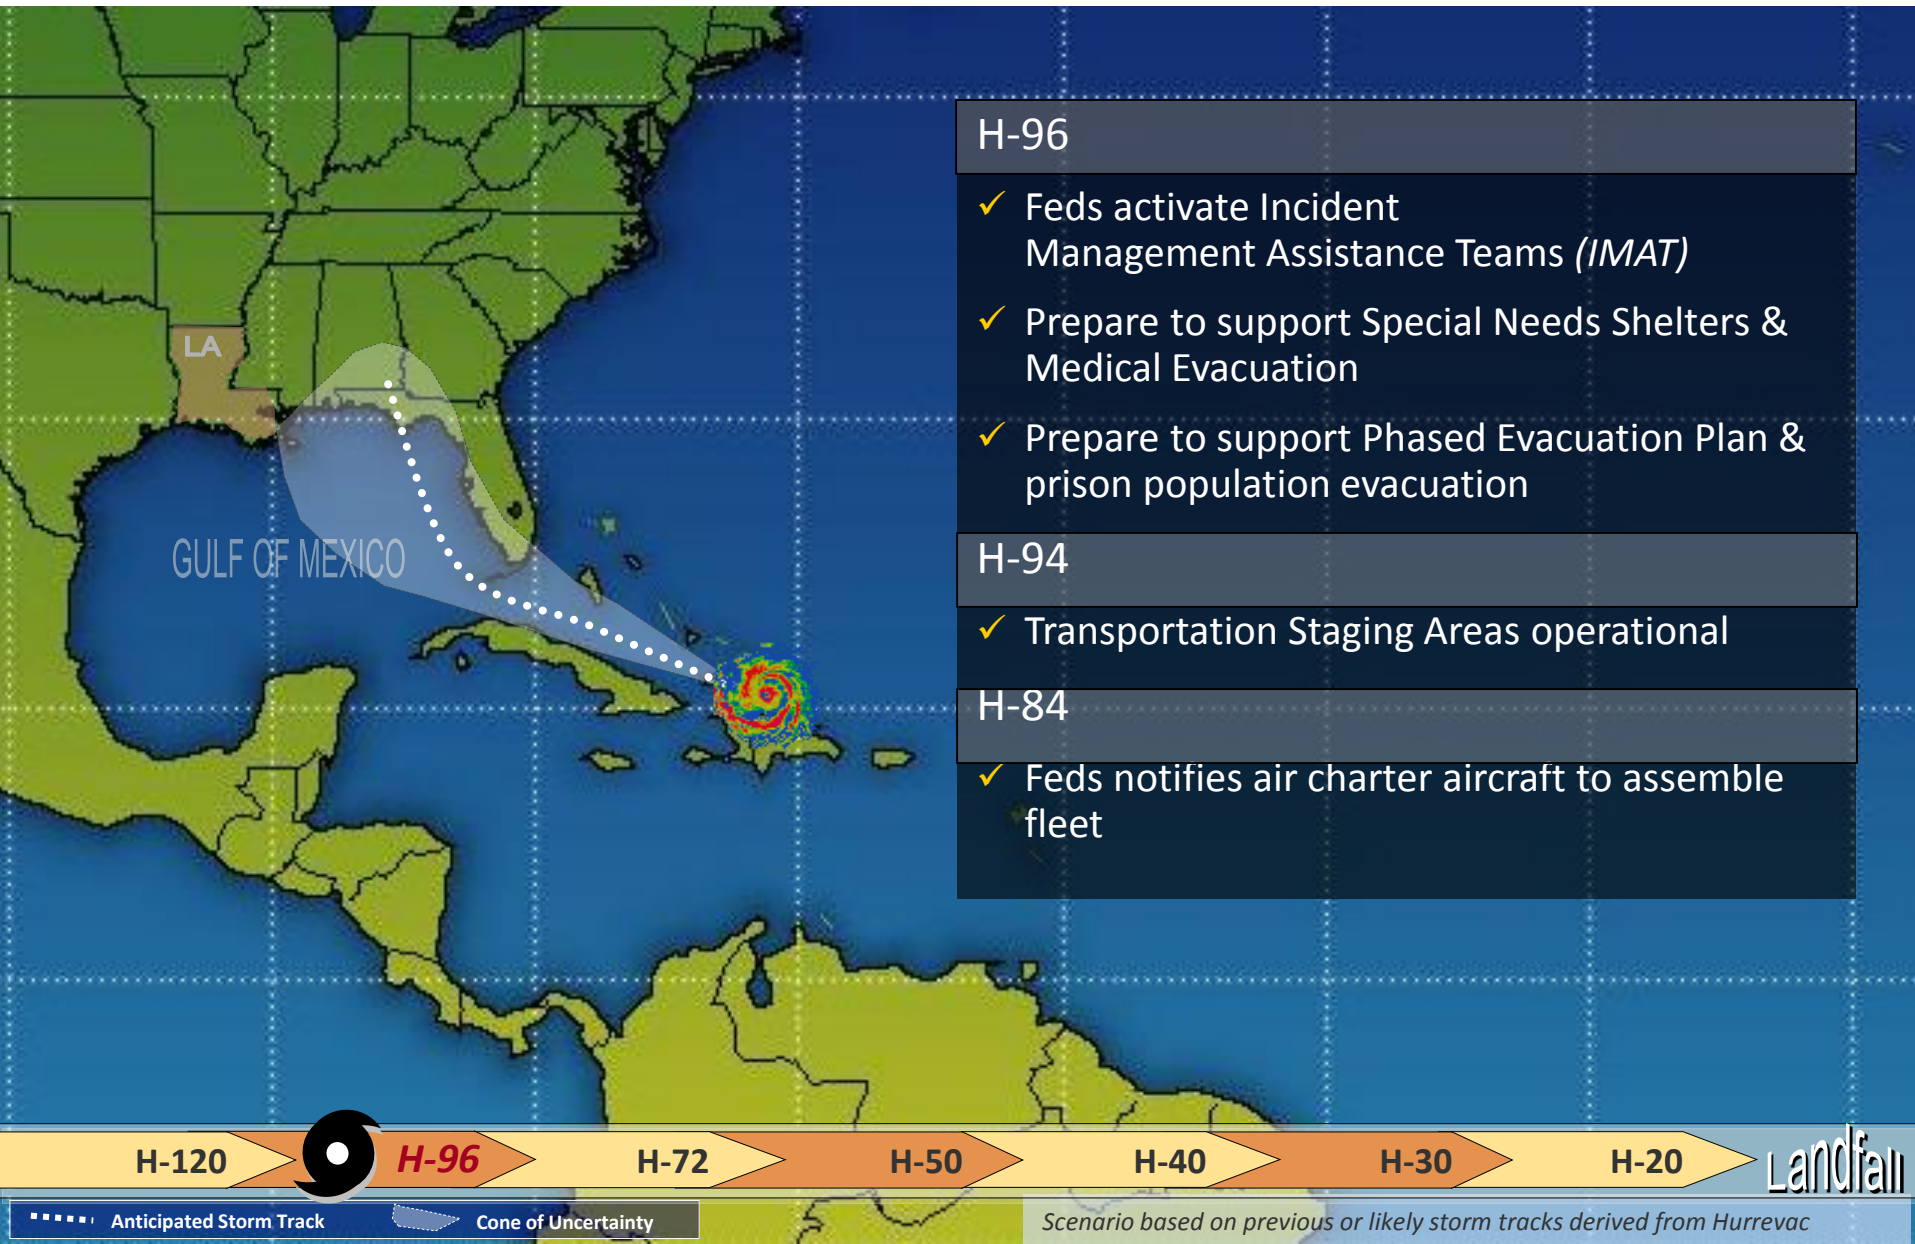 H-96
✓ Feds activate Incident
Management Assistance Teams (IMAT)
✓ Prepare to support Special Needs Shelters &
Medical Evacuation
✓ Prepare to support Phased Evacuation Plan &
prison population evacuation
H-94
✓ Transportation Staging Areas operational
H-84
✓ Feds notifies air charter aircraft to assemble
fleet
LA
GULF OF MEXICO
H-120
H-96
H-72
H-50
H-40
H-30
H-20
Landfall
Anticipated Storm Track
Cone of Uncertainty
Scenario based on previous or likely storm tracks derived from Hurrevac